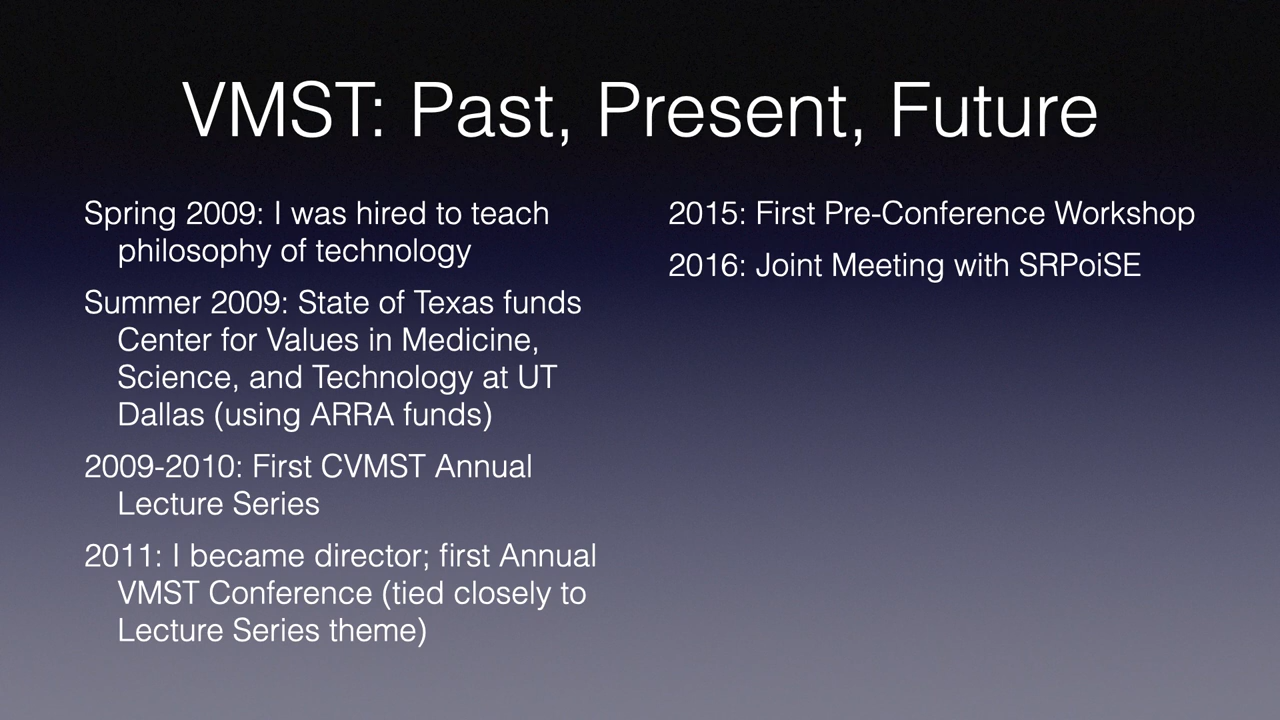 VMST: Past, Present, Future
Spring 2009: I was hired to teach
philosophy of technology
Summer 2009: State of Texas funds
Center for Values in Medicine,
Science, and Technology at UT
Dallas (using ARRA funds)
2009-2010: First CVMST Annual
Lecture Series
2011: I became director; first Annual
VMST Conference (tied closely to
Lecture Series theme)
2015: First Pre-Conference Workshop
2016: Joint Meeting with SRPoiSE